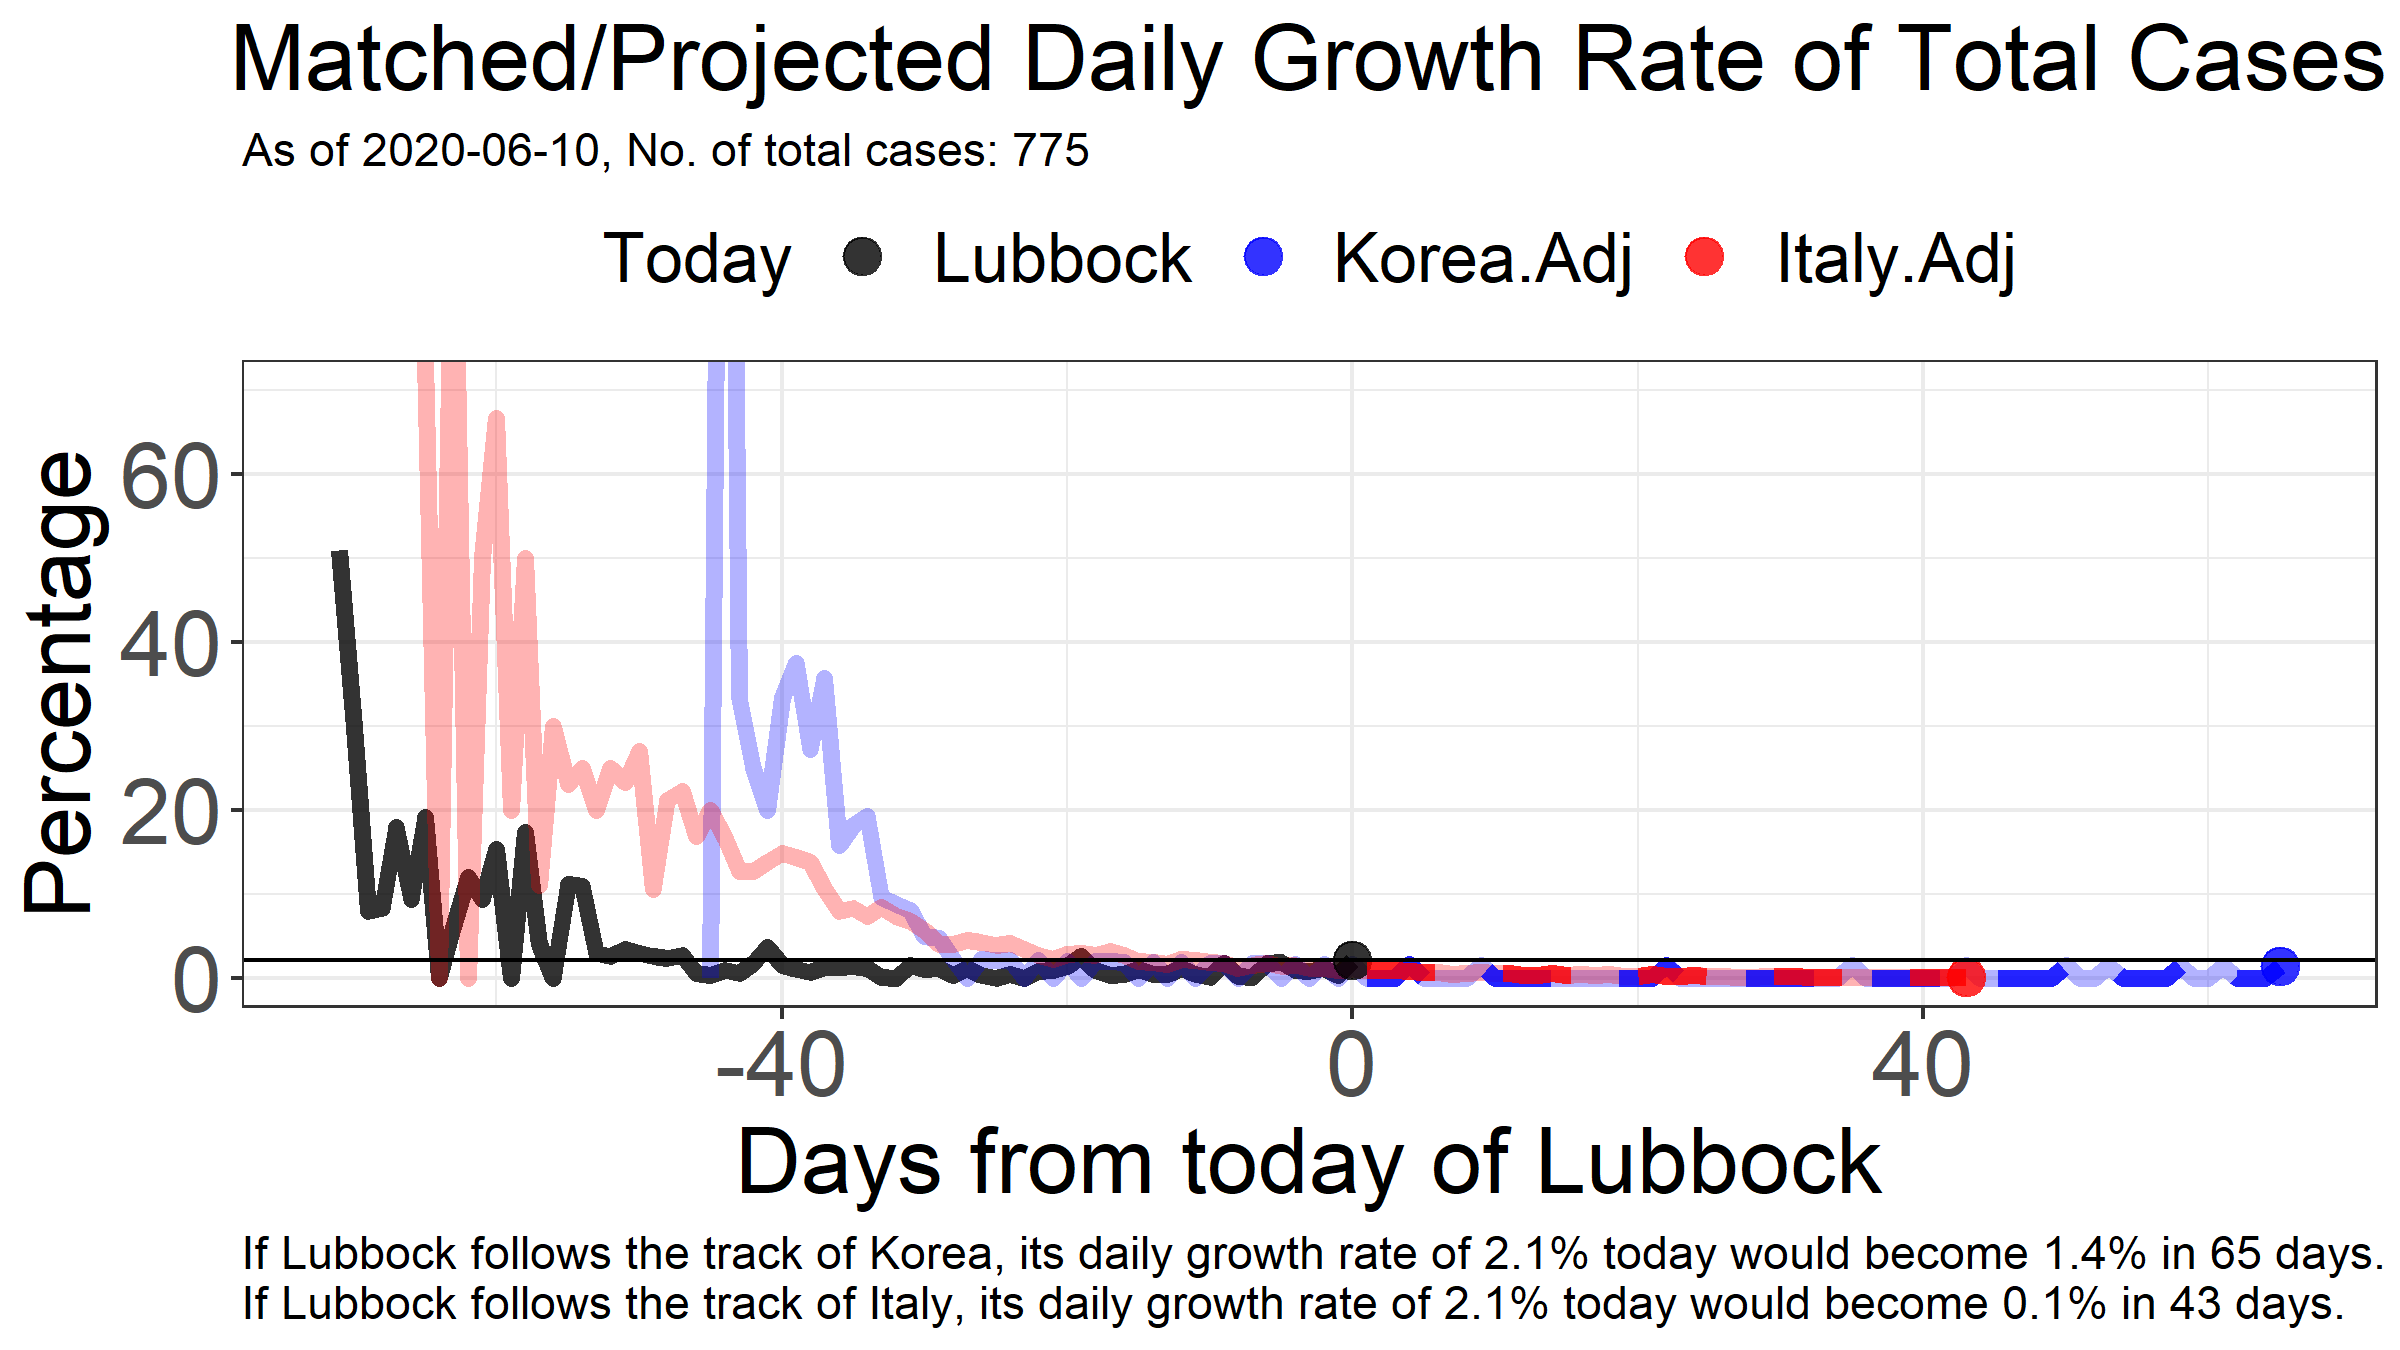 Matched/Projected Daily Growth Rate of Total Cases
As of 2020-06-10, No. of total cases: 775
Today Lubbock Korea.Adj Italy.Adj
Percentage
60
40
20
0
-40 0 40
Days from today of Lubbock
If Lubbock follows the track of Korea, its daily growth rate of 2.1% today would become 1.4% in 65 days.
If Lubbock follows the track of Italy, its daily growth rate of 2.1% today would become 0.1% in 43 days.